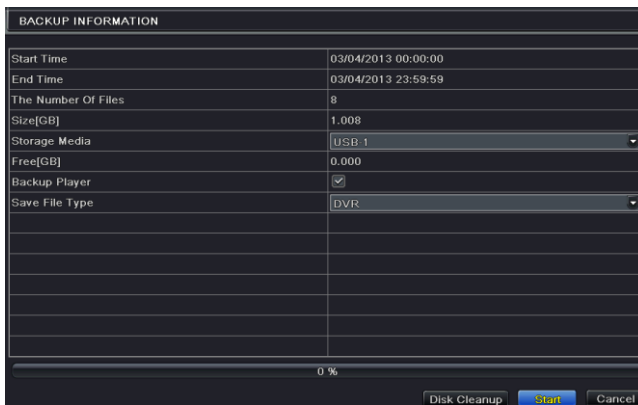 BACKUP INFORMATION
Start Time 03/04/2013 00:00:00
End Time 03/04/2013 23:59:59
The Number Of Files 8
Size[GB] 1.008
Storage Media USB-1
Free[GB] 0.000
Backup Player
Save File Type DVR
0 %
Disk Cleanup Start Cancel